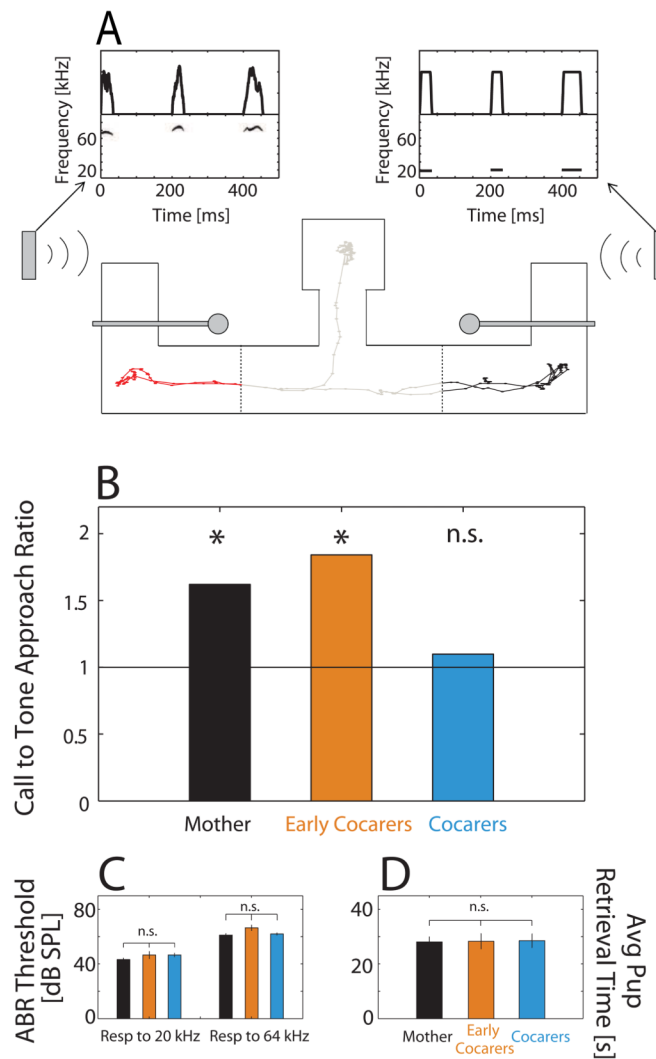 A
Frequency [kHz]
60
20
0
200
400
Time [ms]
Frequency [kHz]
60
20
0
200
400
Time [ms]
B
Call to Tone Approach Ratio
2
1.5
1
0.5
0
*
*
n.s.
Mother
Early Cocarers
Cocarers
C
ABR Threshold
[dB SPL]
80
40
0
n.s.
n.s.
Resp to 20 kHz
Resp to 64 kHz
D
Avg Pup
Retrieval Time [s]
40
20
0
n.s.
Mother
Early
Cocarers
Cocarers